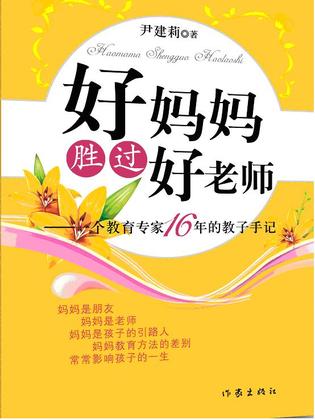 尹建莉◎著
Haomama Shengguo Haolaoshi
好妈妈
胜过
好老师
——一个教育专家16年的教子手记
妈妈是朋友
妈妈是老师
妈妈是孩子的引路人
妈妈教育方法的差别
常常影响孩子的一生
作家出版社